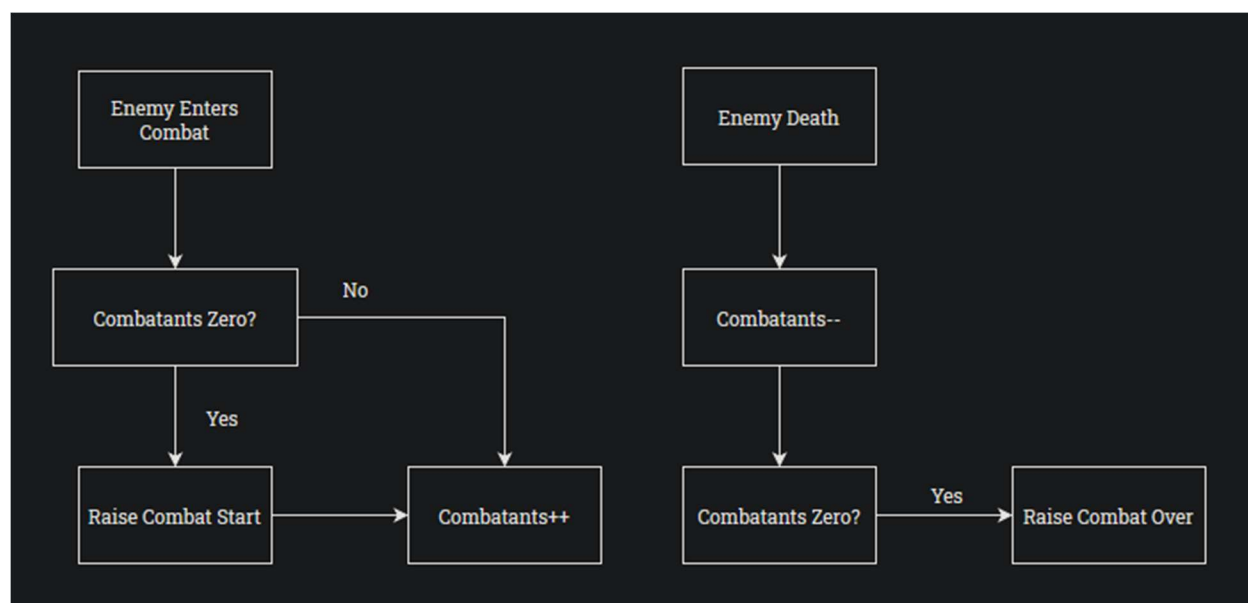 Enemy Enters
Combat
Combatants Zero?
No
Yes
Raise Combat Start
Combatants++
Enemy Death
Combatants--
Combatants Zero?
Yes
Raise Combat Over